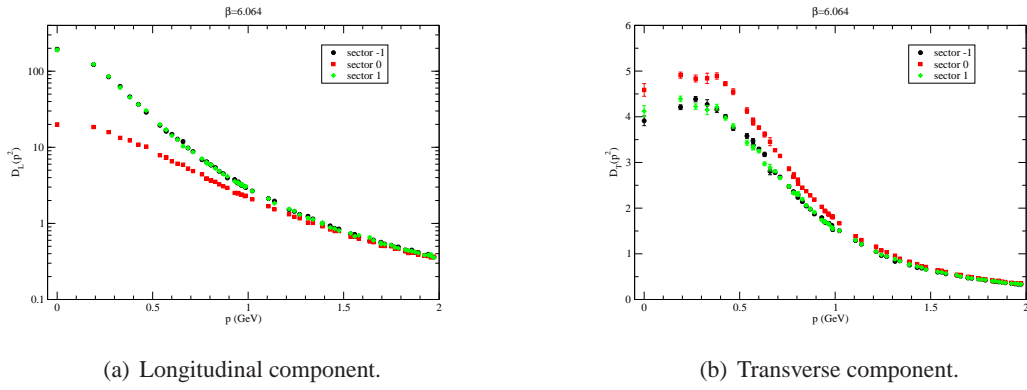 β=6.064
D_L(p²)
100
10
1
0.1
0
0.5
1
1.5
2
p (GeV)
sector -1
sector 0
sector 1
(a) Longitudinal component.
β=6.064
D_T(p²)
6
5
4
3
2
1
0
0
0.5
1
1.5
2
p (GeV)
sector -1
sector 0
sector 1
(b) Transverse component.